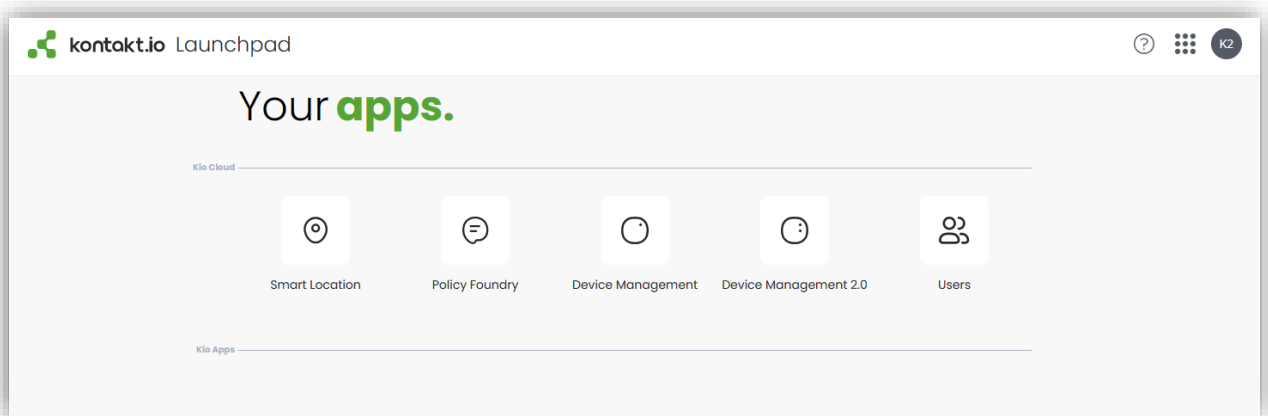 kontakt.io Launchpad
? K2
Your apps.
Kio Cloud
Smart Location Policy Foundry Device Management Device Management 2.0 Users
Kio Apps